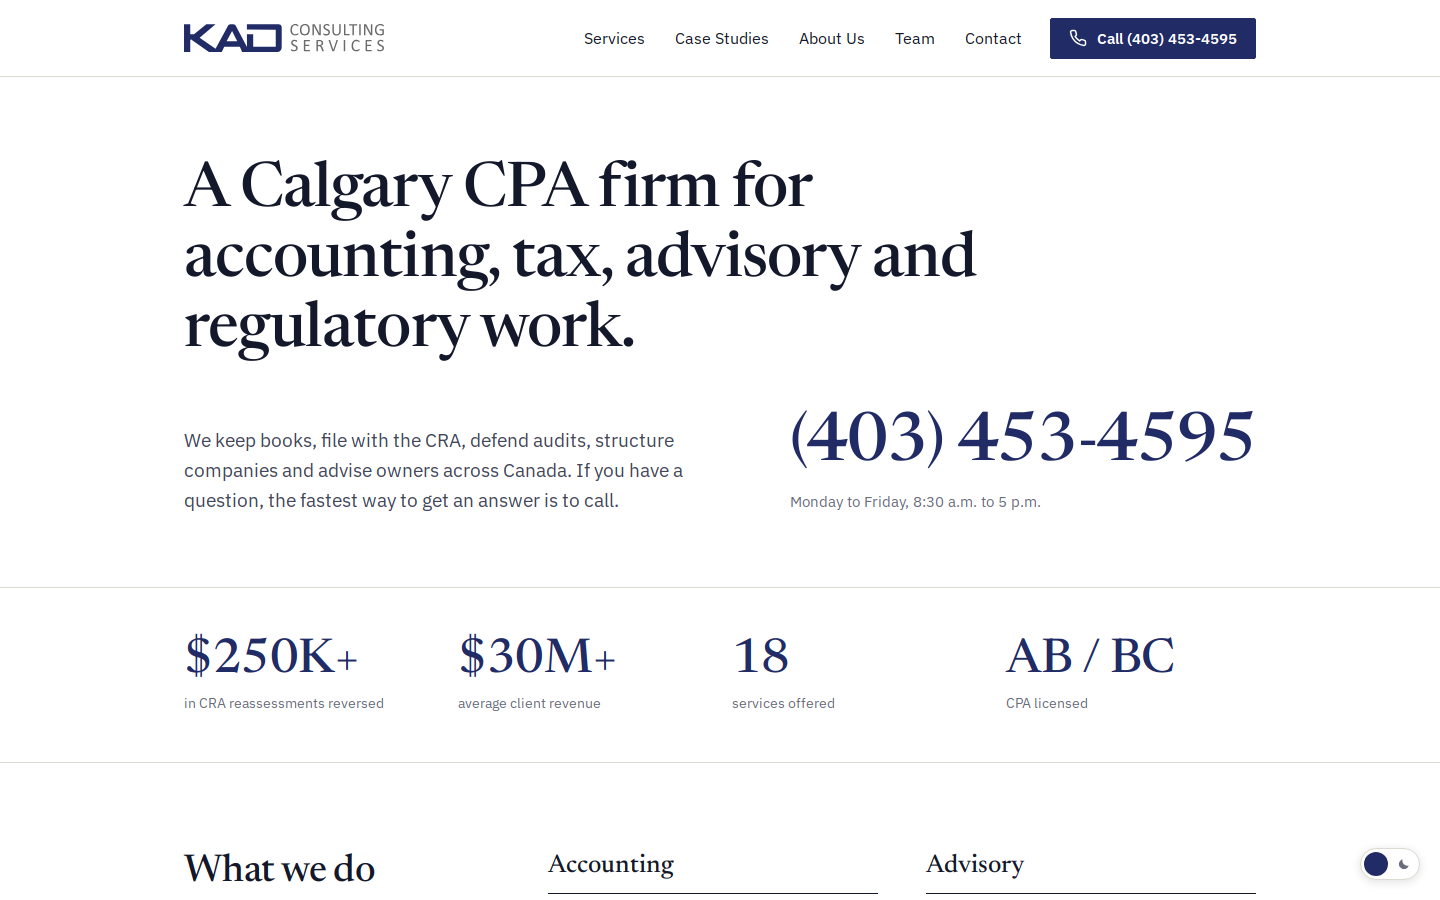 KAD CONSULTING SERVICES
Services
Case Studies
About Us
Team
Contact
Call (403) 453-4595
A Calgary CPA firm for
accounting, tax, advisory and
regulatory work.
We keep books, file with the CRA, defend audits, structure
companies and advise owners across Canada. If you have a
question, the fastest way to get an answer is to call.
(403) 453-4595
Monday to Friday, 8:30 a.m. to 5 p.m.
$250K+
in CRA reassessments reversed
$30M+
average client revenue
18
services offered
AB / BC
CPA licensed
What we do
Accounting
Advisory